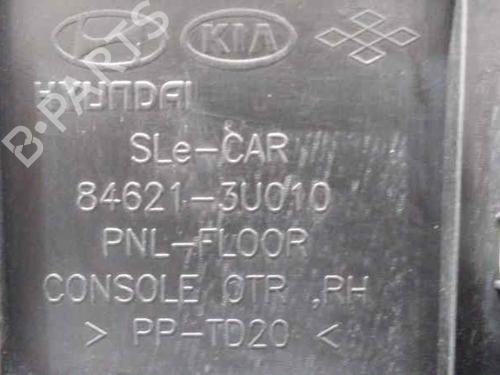 KIA
HYUNDAI
SLe-CAR
84621-3U010
PNL-FLOOR
CONSOLE OTR ,RH
> PP-TD20 <
B-PARTS